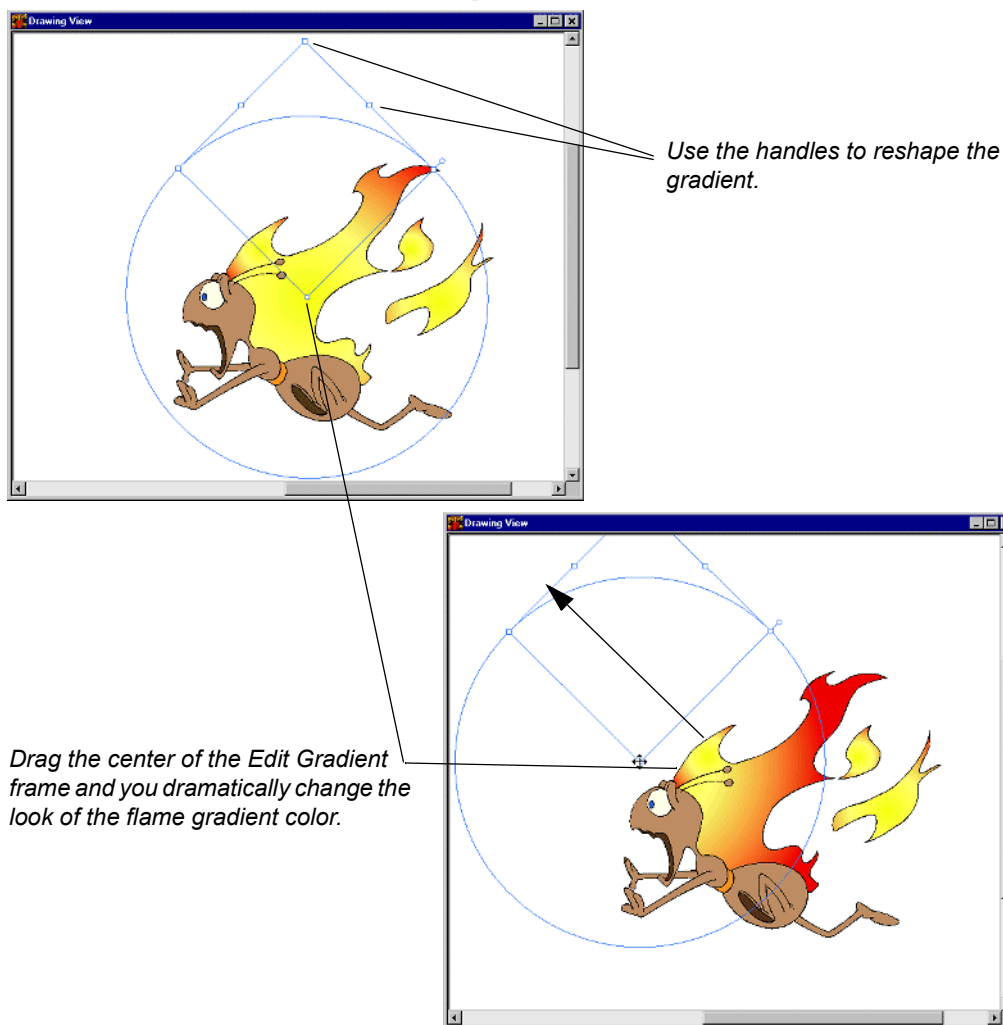 Drawing View
Use the handles to reshape the
gradient.
Drawing View
Drag the center of the Edit Gradient
frame and you dramatically change the
look of the flame gradient color.